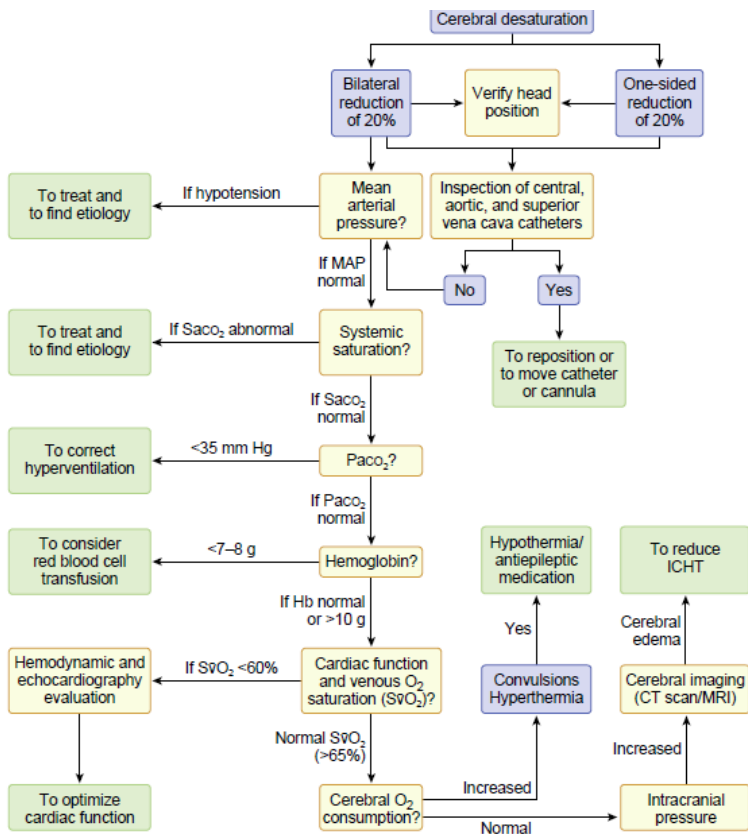 Cerebral desaturation
Bilateral
reduction
of 20%
Verify head
position
One-sided
reduction
of 20%
To treat and
to find etiology
If hypotension
Mean
arterial
pressure?
Inspection of central,
aortic, and superior
vena cava catheters
If MAP
normal
No
Yes
To treat and
to find etiology
If Saco₂ abnormal
Systemic
saturation?
To reposition or
to move catheter
or cannula
If Saco₂
normal
To correct
hyperventilation
<35 mm Hg
Paco₂?
If Paco₂
normal
To consider
red blood cell
transfusion
<7–8 g
Hemoglobin?
Hypothermia/
antiepileptic
medication
To reduce
ICHT
If Hb normal
or >10 g
Yes
Cerebral
edema
Hemodynamic and
echocardiography
evaluation
If Sv̄O₂ <60%
Cardiac function
and venous O₂
saturation (Sv̄O₂)?
Convulsions
Hyperthermia
Cerebral imaging
(CT scan/MRI)
Normal Sv̄O₂
(>65%)
Increased
Increased
To optimize
cardiac function
Cerebral O₂
consumption?
Normal
Intracranial
pressure